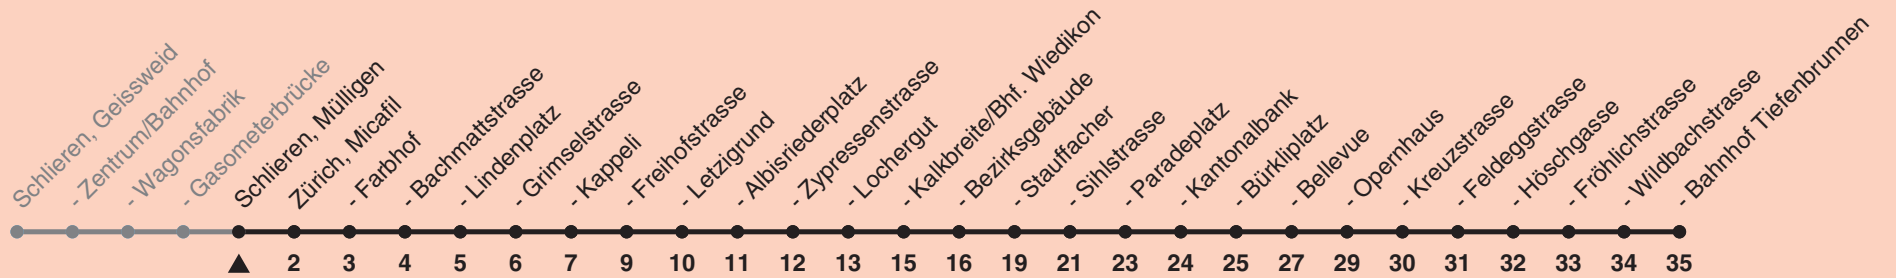 Schlieren, Geissweid
- Zentrum/Bahnhof
- Wagonsfabrik
- Gasometerbrücke
Schlieren, Mülligen
Zürich, Micafil
- Farbhof
- Bachmattstrasse
- Lindenplatz
- Grimselstrasse
- Kappeli
- Freihofstrasse
- Letzigrund
- Albisriederplatz
- Zypressenstrasse
- Lochergut
- Kalkbreite/Bhf. Wiedikon
- Bezirksgebäude
- Stauffacher
- Sihlstrasse
- Paradeplatz
- Kantonalbank
- Bürkliplatz
- Bellevue
- Opernhaus
- Kreuzstrasse
- Feldeggstrasse
- Höschgasse
- Fröhlichstrasse
- Wildbachstrasse
- Bahnhof Tiefenbrunnen
2 3 4 5 6 7 9 10 11 12 13 15 16 19 21 23 24 25 27 29 30 31 32 33 34 35